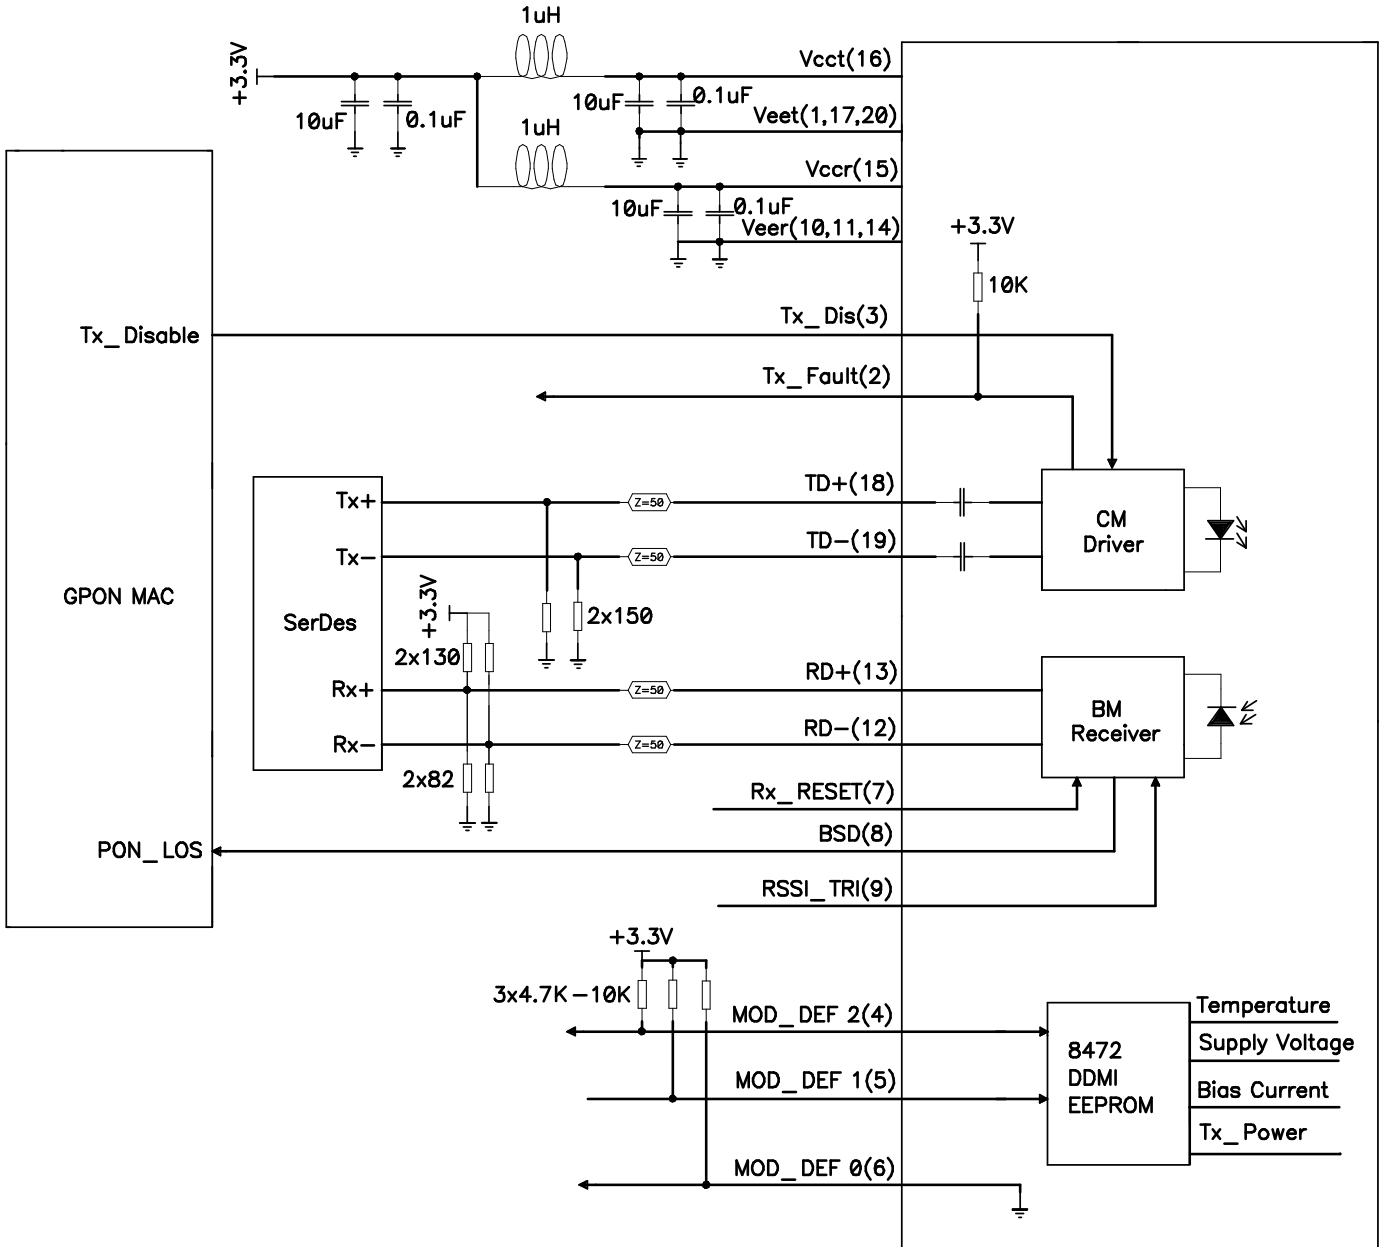 1uH
+3.3V
Vcct(16)
10uF
0.1uF
10uF
0.1uF
Veet(1,17,20)
1uH
Vccr(15)
10uF
0.1uF
Veer(10,11,14)
+3.3V
10K
Tx_Disable
Tx_Dis(3)
Tx_Fault(2)
Tx+
Z=50
TD+(18)
CM
Driver
Tx-
Z=50
TD-(19)
GPON MAC
SerDes
+3.3V
2x150
2x130
Rx+
Z=50
RD+(13)
BM
Receiver
Rx-
Z=50
RD-(12)
2x82
Rx_RESET(7)
PON_LOS
BSD(8)
RSSI_TRI(9)
+3.3V
3x4.7K-10K
MOD_DEF 2(4)
MOD_DEF 1(5)
MOD_DEF 0(6)
8472
DDMI
EEPROM
Temperature
Supply Voltage
Bias Current
Tx_Power